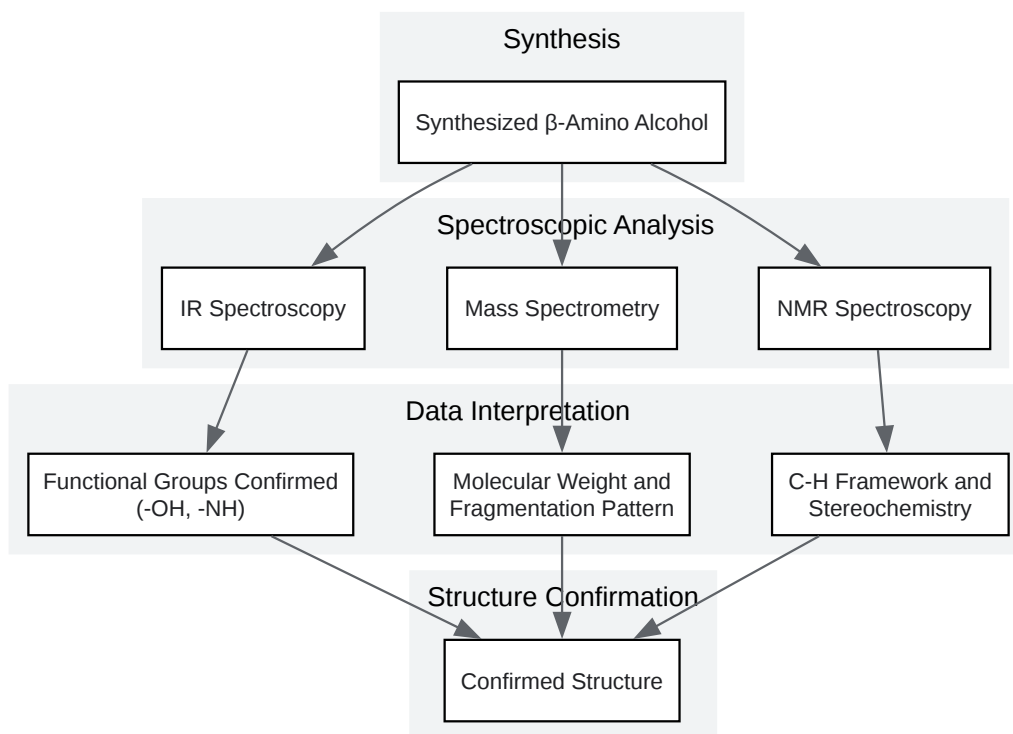 Synthesis
Synthesized β-Amino Alcohol
Spectroscopic Analysis
IR Spectroscopy
Mass Spectrometry
NMR Spectroscopy
Data Interpretation
Functional Groups Confirmed
(-OH, -NH)
Molecular Weight and
Fragmentation Pattern
C-H Framework and
Stereochemistry
Structure Confirmation
Confirmed Structure